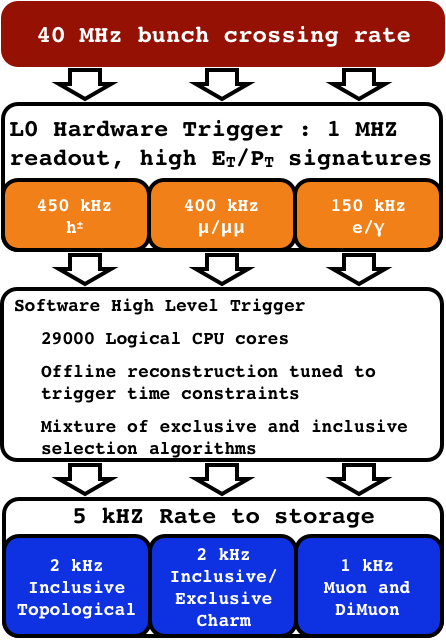 40 MHz bunch crossing rate
L0 Hardware Trigger : 1 MHz
readout, high E_T/P_T signatures
450 kHz
h±
400 kHz
μ/μμ
150 kHz
e/γ
Software High Level Trigger
29000 Logical CPU cores
Offline reconstruction tuned to
trigger time constraints
Mixture of exclusive and inclusive
selection algorithms
5 kHz Rate to storage
2 kHz
Inclusive
Topological
2 kHz
Inclusive/
Exclusive
Charm
1 kHz
Muon and
DiMuon